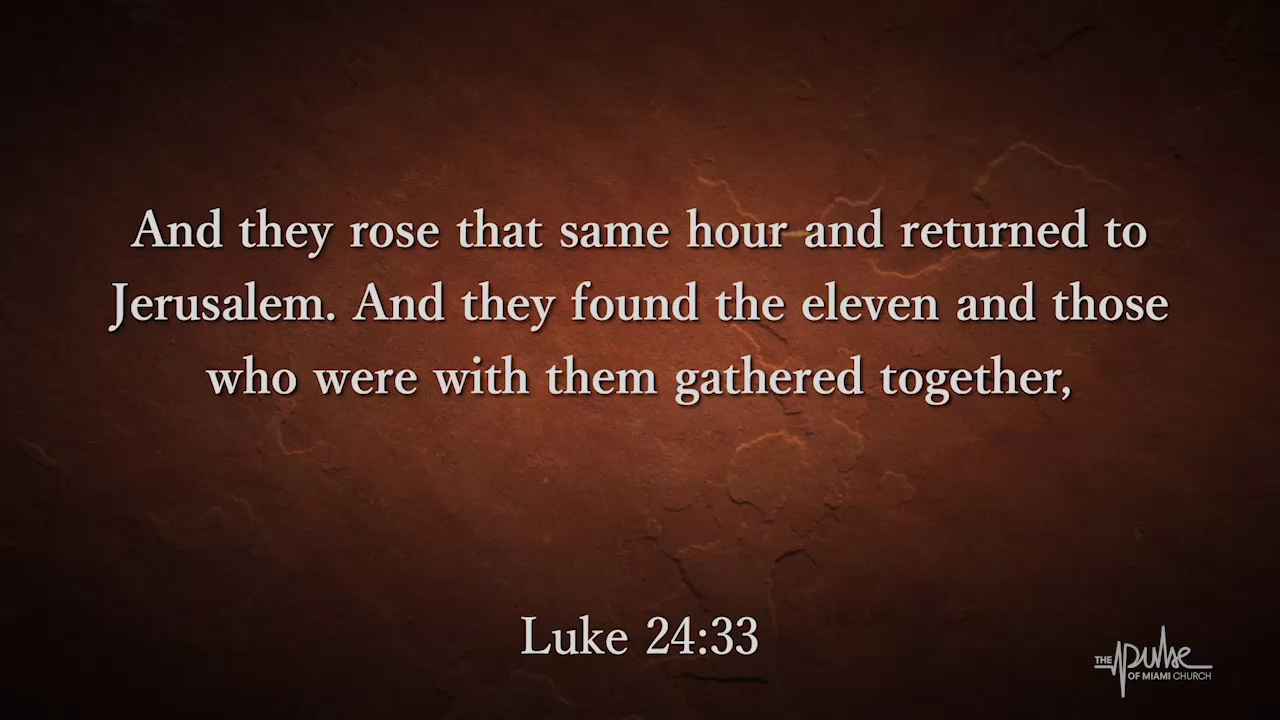 And they rose that same hour and returned to
Jerusalem. And they found the eleven and those
who were with them gathered together,
Luke 24:33
THE pulse
OF MIAMI CHURCH